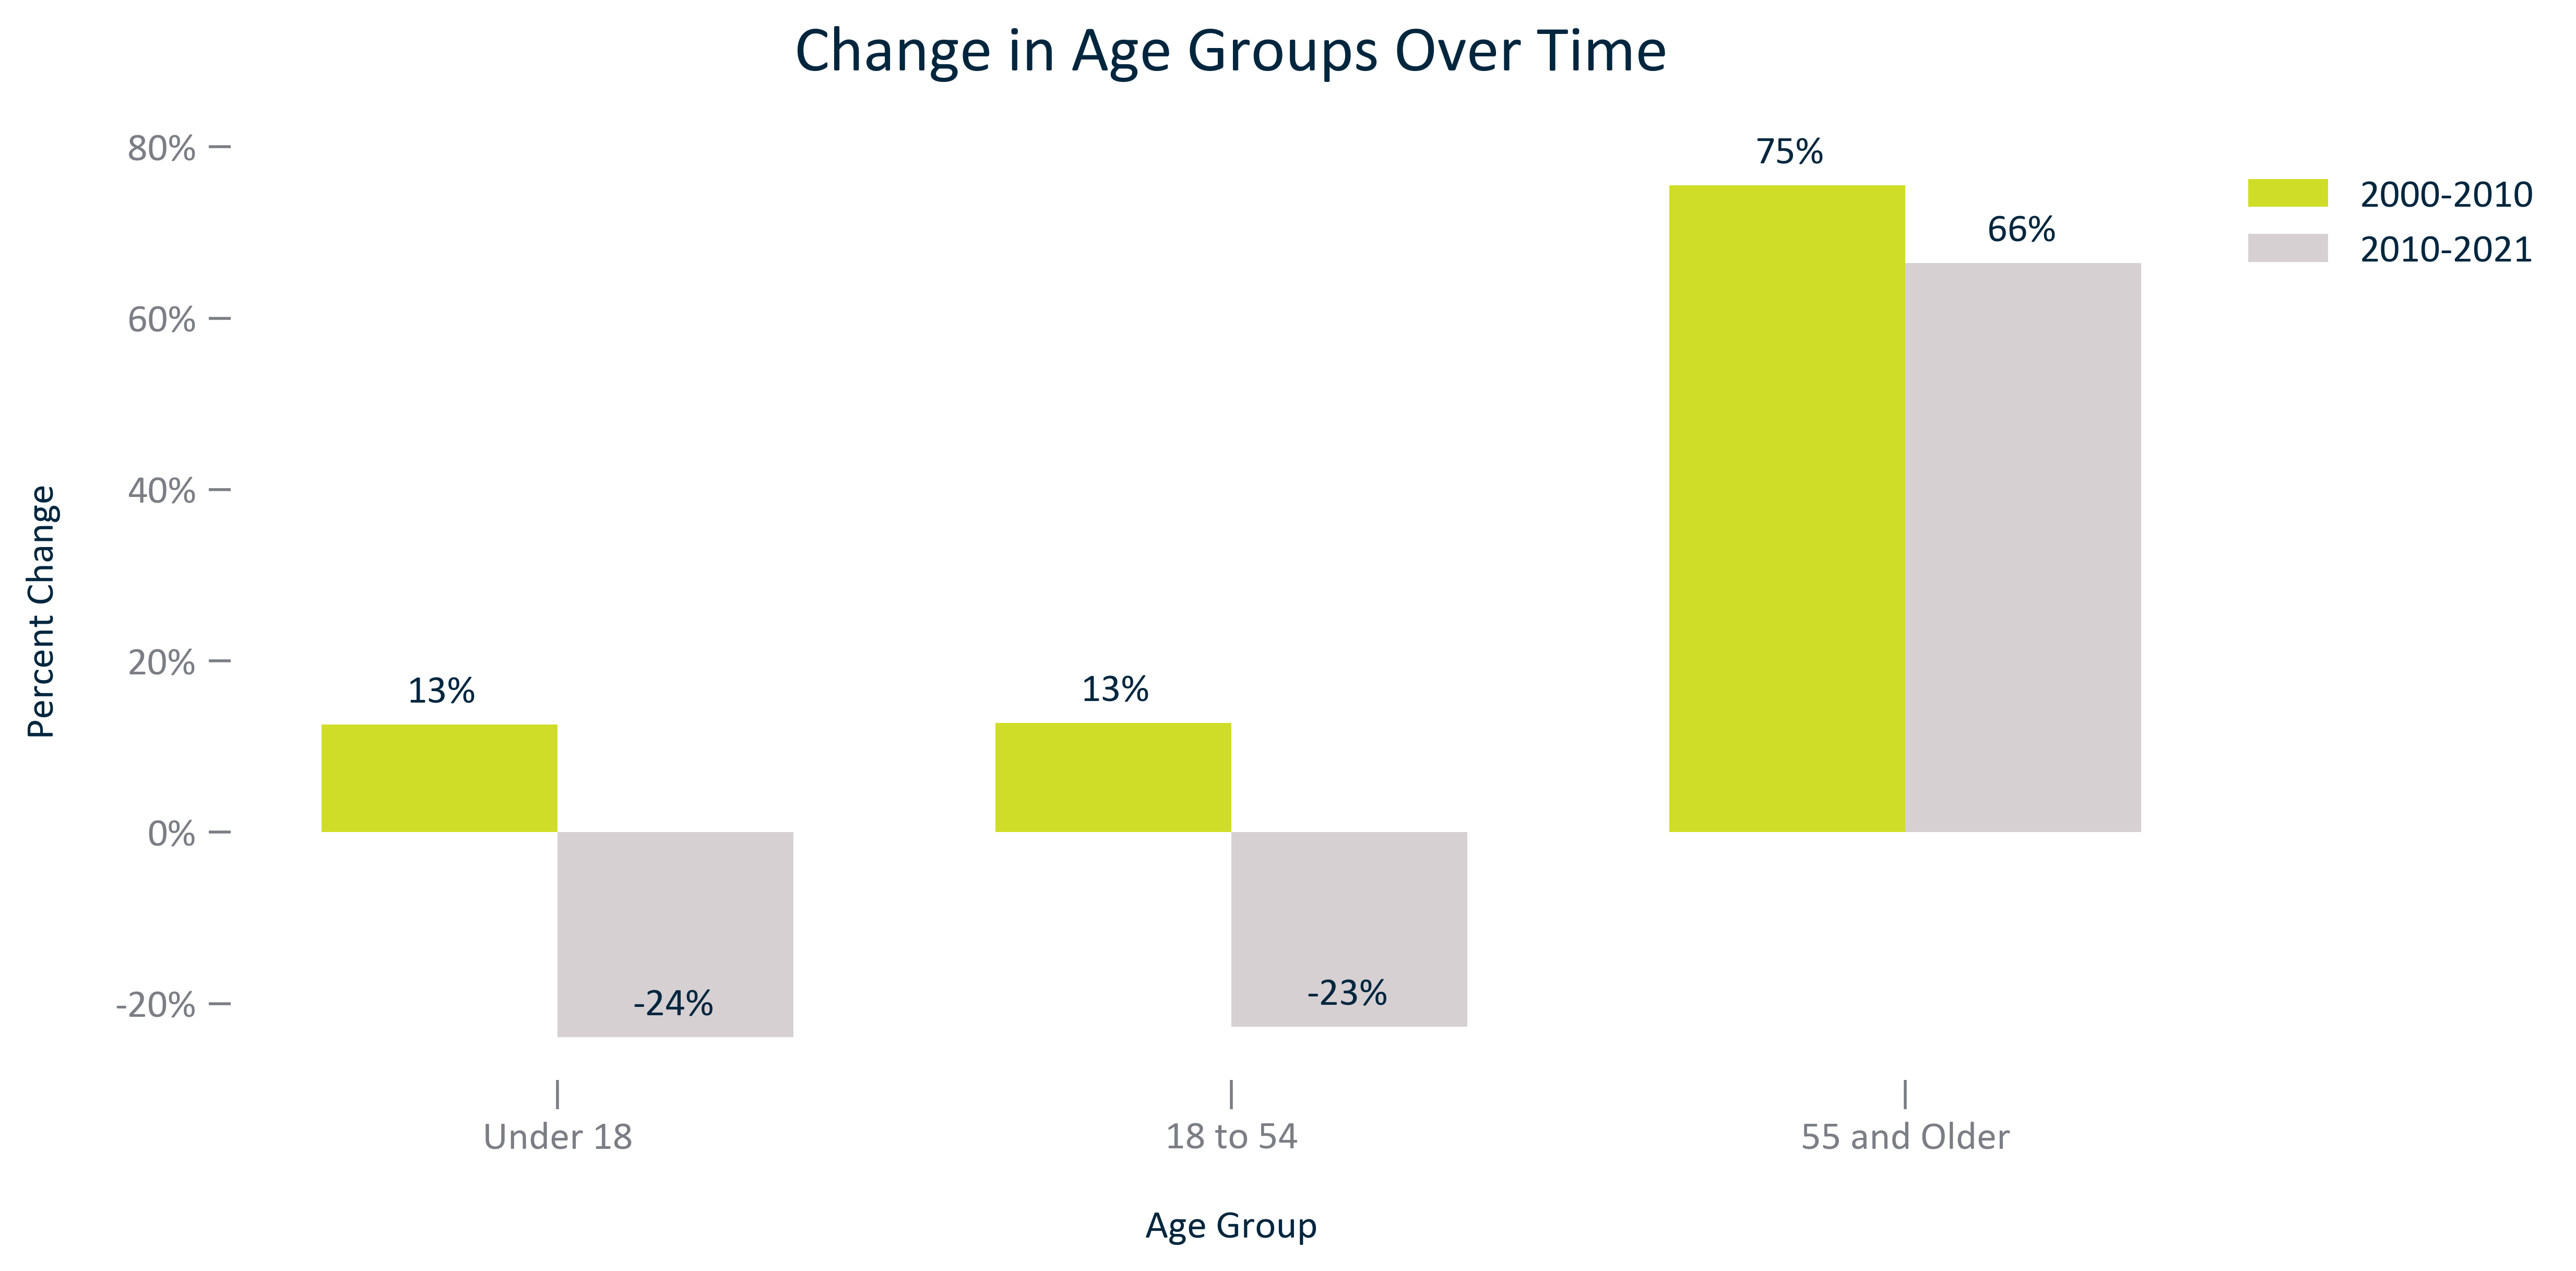 Change in Age Groups Over Time
80%
60%
40%
20%
0%
-20%
Percent Change
13%
-24%
13%
-23%
75%
66%
2000-2010
2010-2021
Under 18
18 to 54
55 and Older
Age Group